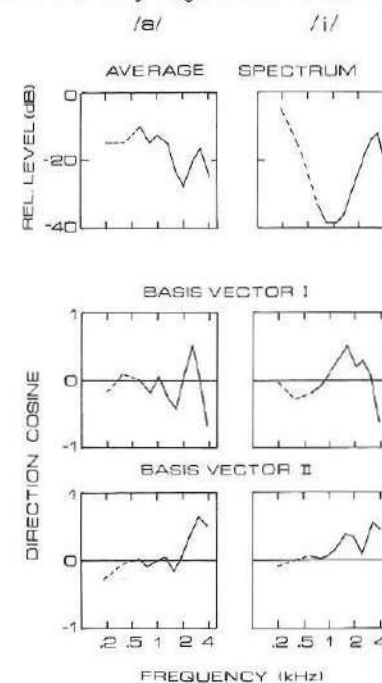 /a/ /i/
AVERAGE SPECTRUM
REL. LEVEL (dB)
0
-20
-40
BASIS VECTOR I
DIRECTION COSINE
1
0
-1
BASIS VECTOR II
1
0
-1
.2 .5 1 2 4 .2 .5 1 2 4
FREQUENCY (kHz)